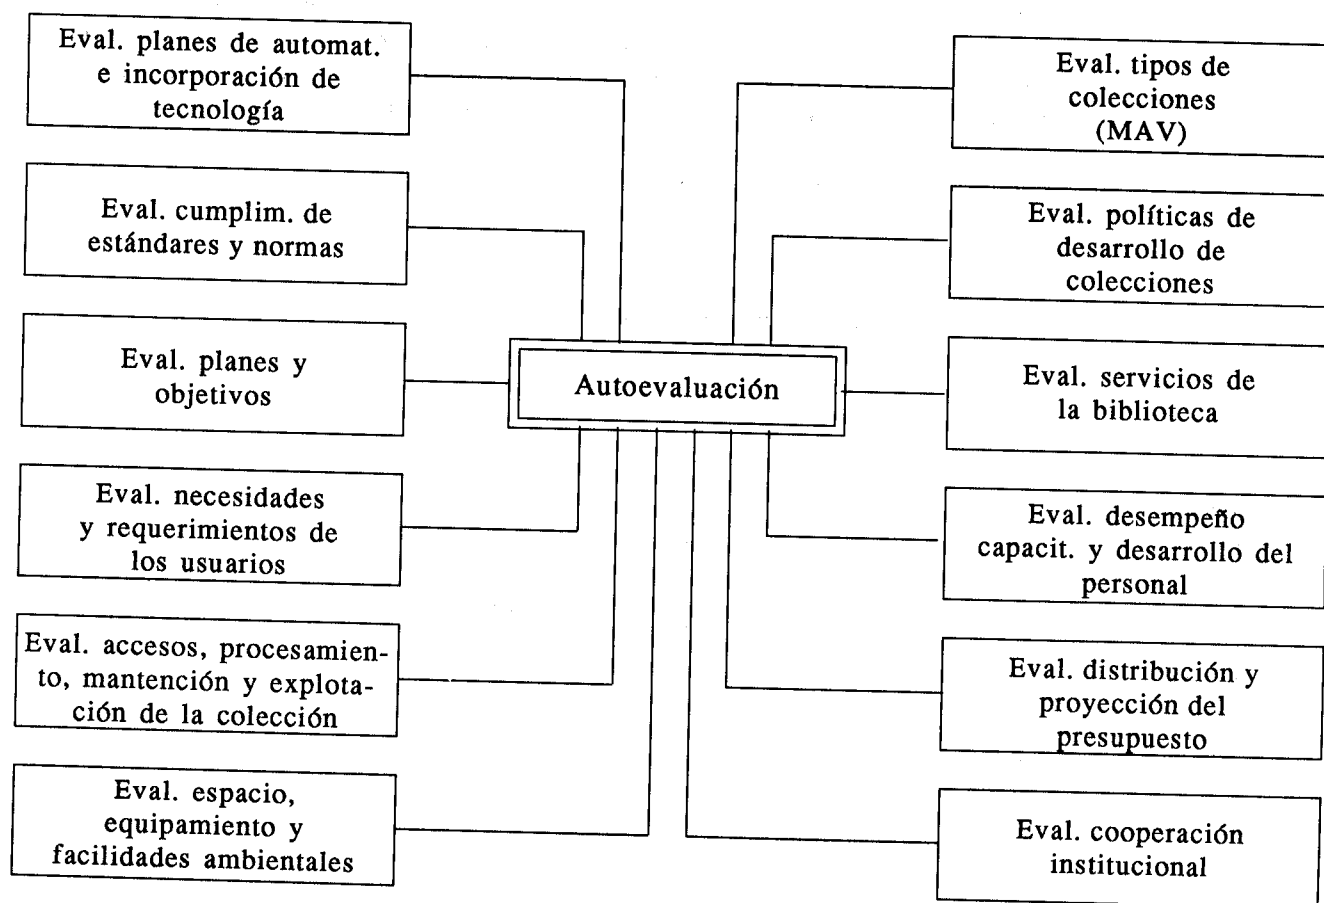 Eval. planes de automat.
e incorporación de
tecnología
Eval. cumplim. de
estándares y normas
Eval. planes y
objetivos
Eval. necesidades
y requerimientos de
los usuarios
Eval. accesos, procesamien-
to, mantención y explota-
ción de la colección
Eval. espacio,
equipamiento y
facilidades ambientales
Autoevaluación
Eval. tipos de
colecciones
(MAV)
Eval. políticas de
desarrollo de
colecciones
Eval. servicios de
la biblioteca
Eval. desempeño
capacit. y desarrollo del
personal
Eval. distribución y
proyección del
presupuesto
Eval. cooperación
institucional